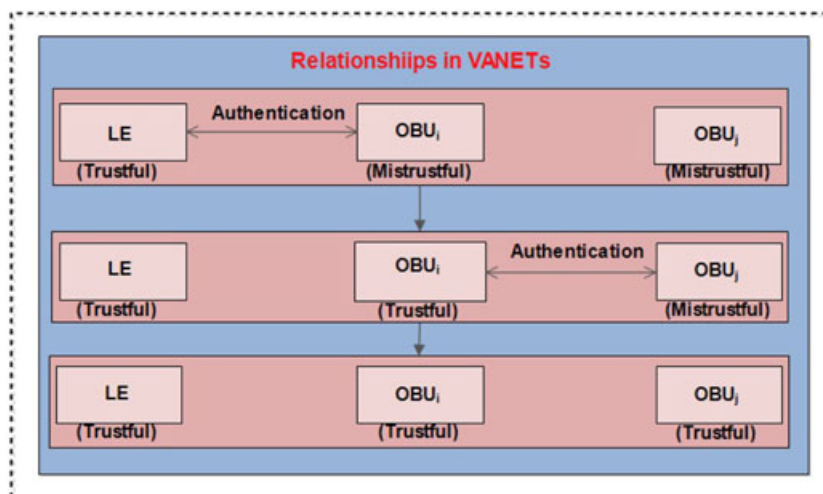 Relationshiips in VANETs
LE
Authentication
OBUi
OBUj
(Trustful)
(Mistrustful)
(Mistrustful)
LE
OBUi
Authentication
OBUj
(Trustful)
(Trustful)
(Mistrustful)
LE
OBUi
OBUj
(Trustful)
(Trustful)
(Trustful)